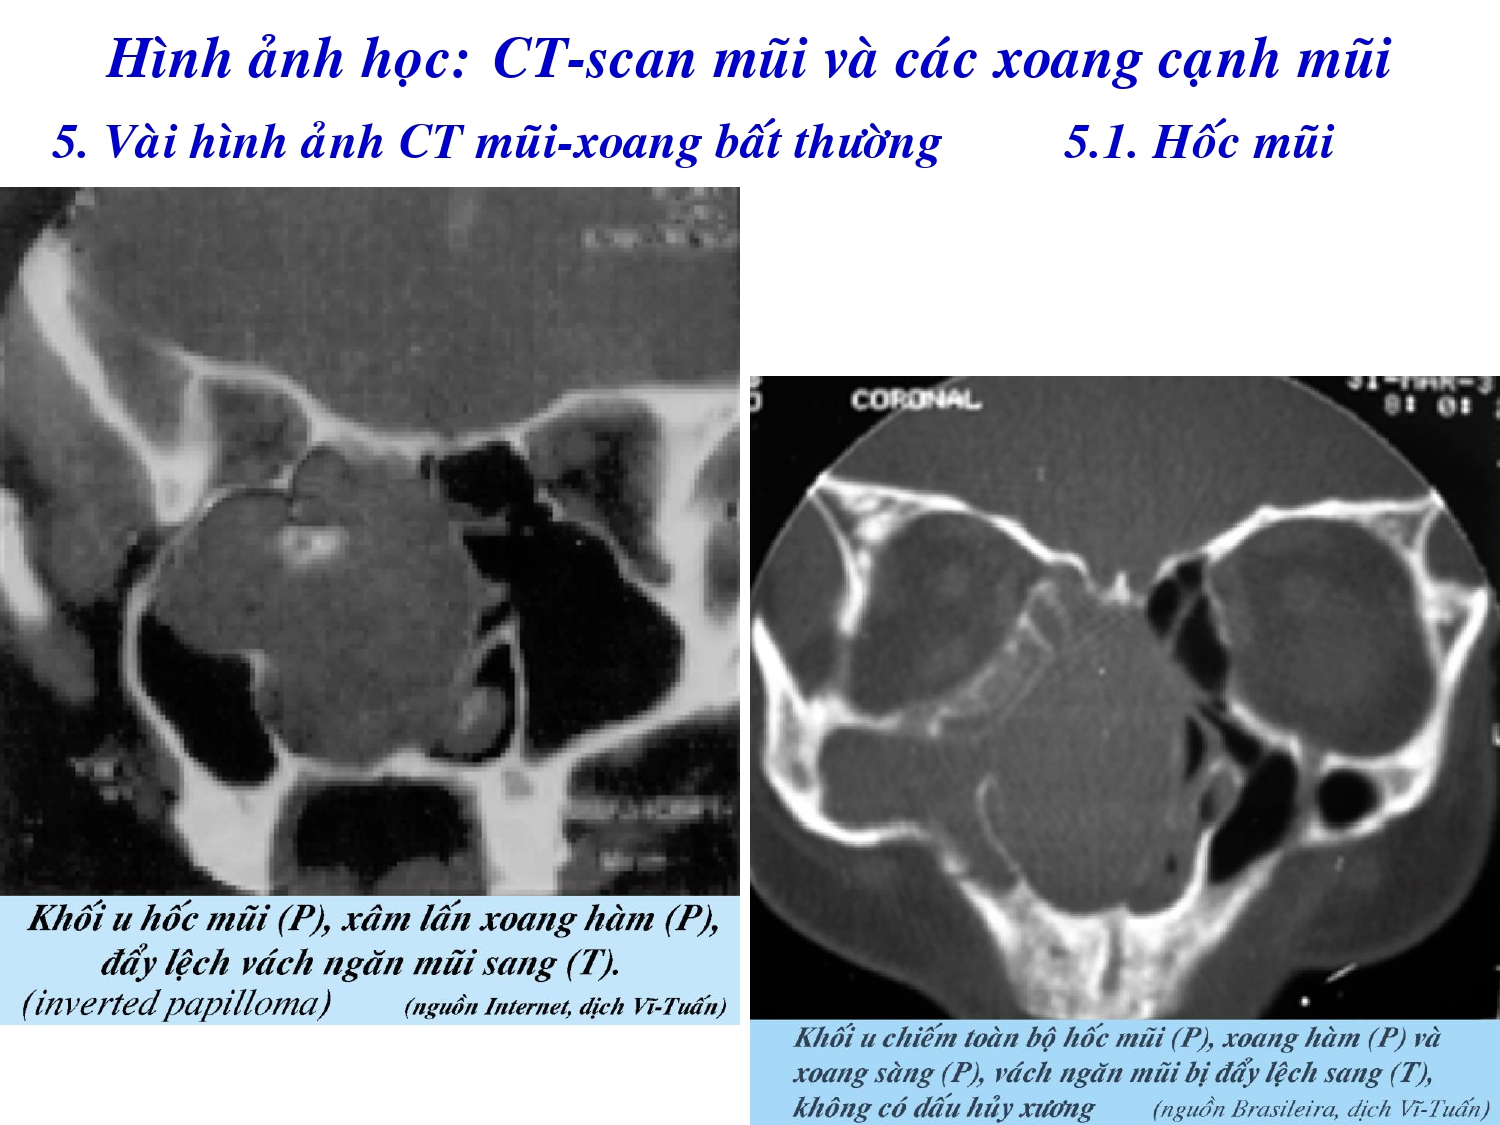 Hình ảnh học: CT-scan mũi và các xoang cạnh mũi
5. Vài hình ảnh CT mũi-xoang bất thường 5.1. Hốc mũi
CORONAL
Khối u hốc mũi (P), xâm lấn xoang hàm (P),
đẩy lệch vách ngăn mũi sang (T).
(inverted papilloma) (nguồn Internet, dịch Vĩ-Tuấn)
Khối u chiếm toàn bộ hốc mũi (P), xoang hàm (P) và
xoang sàng (P), vách ngăn mũi bị đẩy lệch sang (T),
không có dấu hủy xương (nguồn Brasileira, dịch Vĩ-Tuấn)